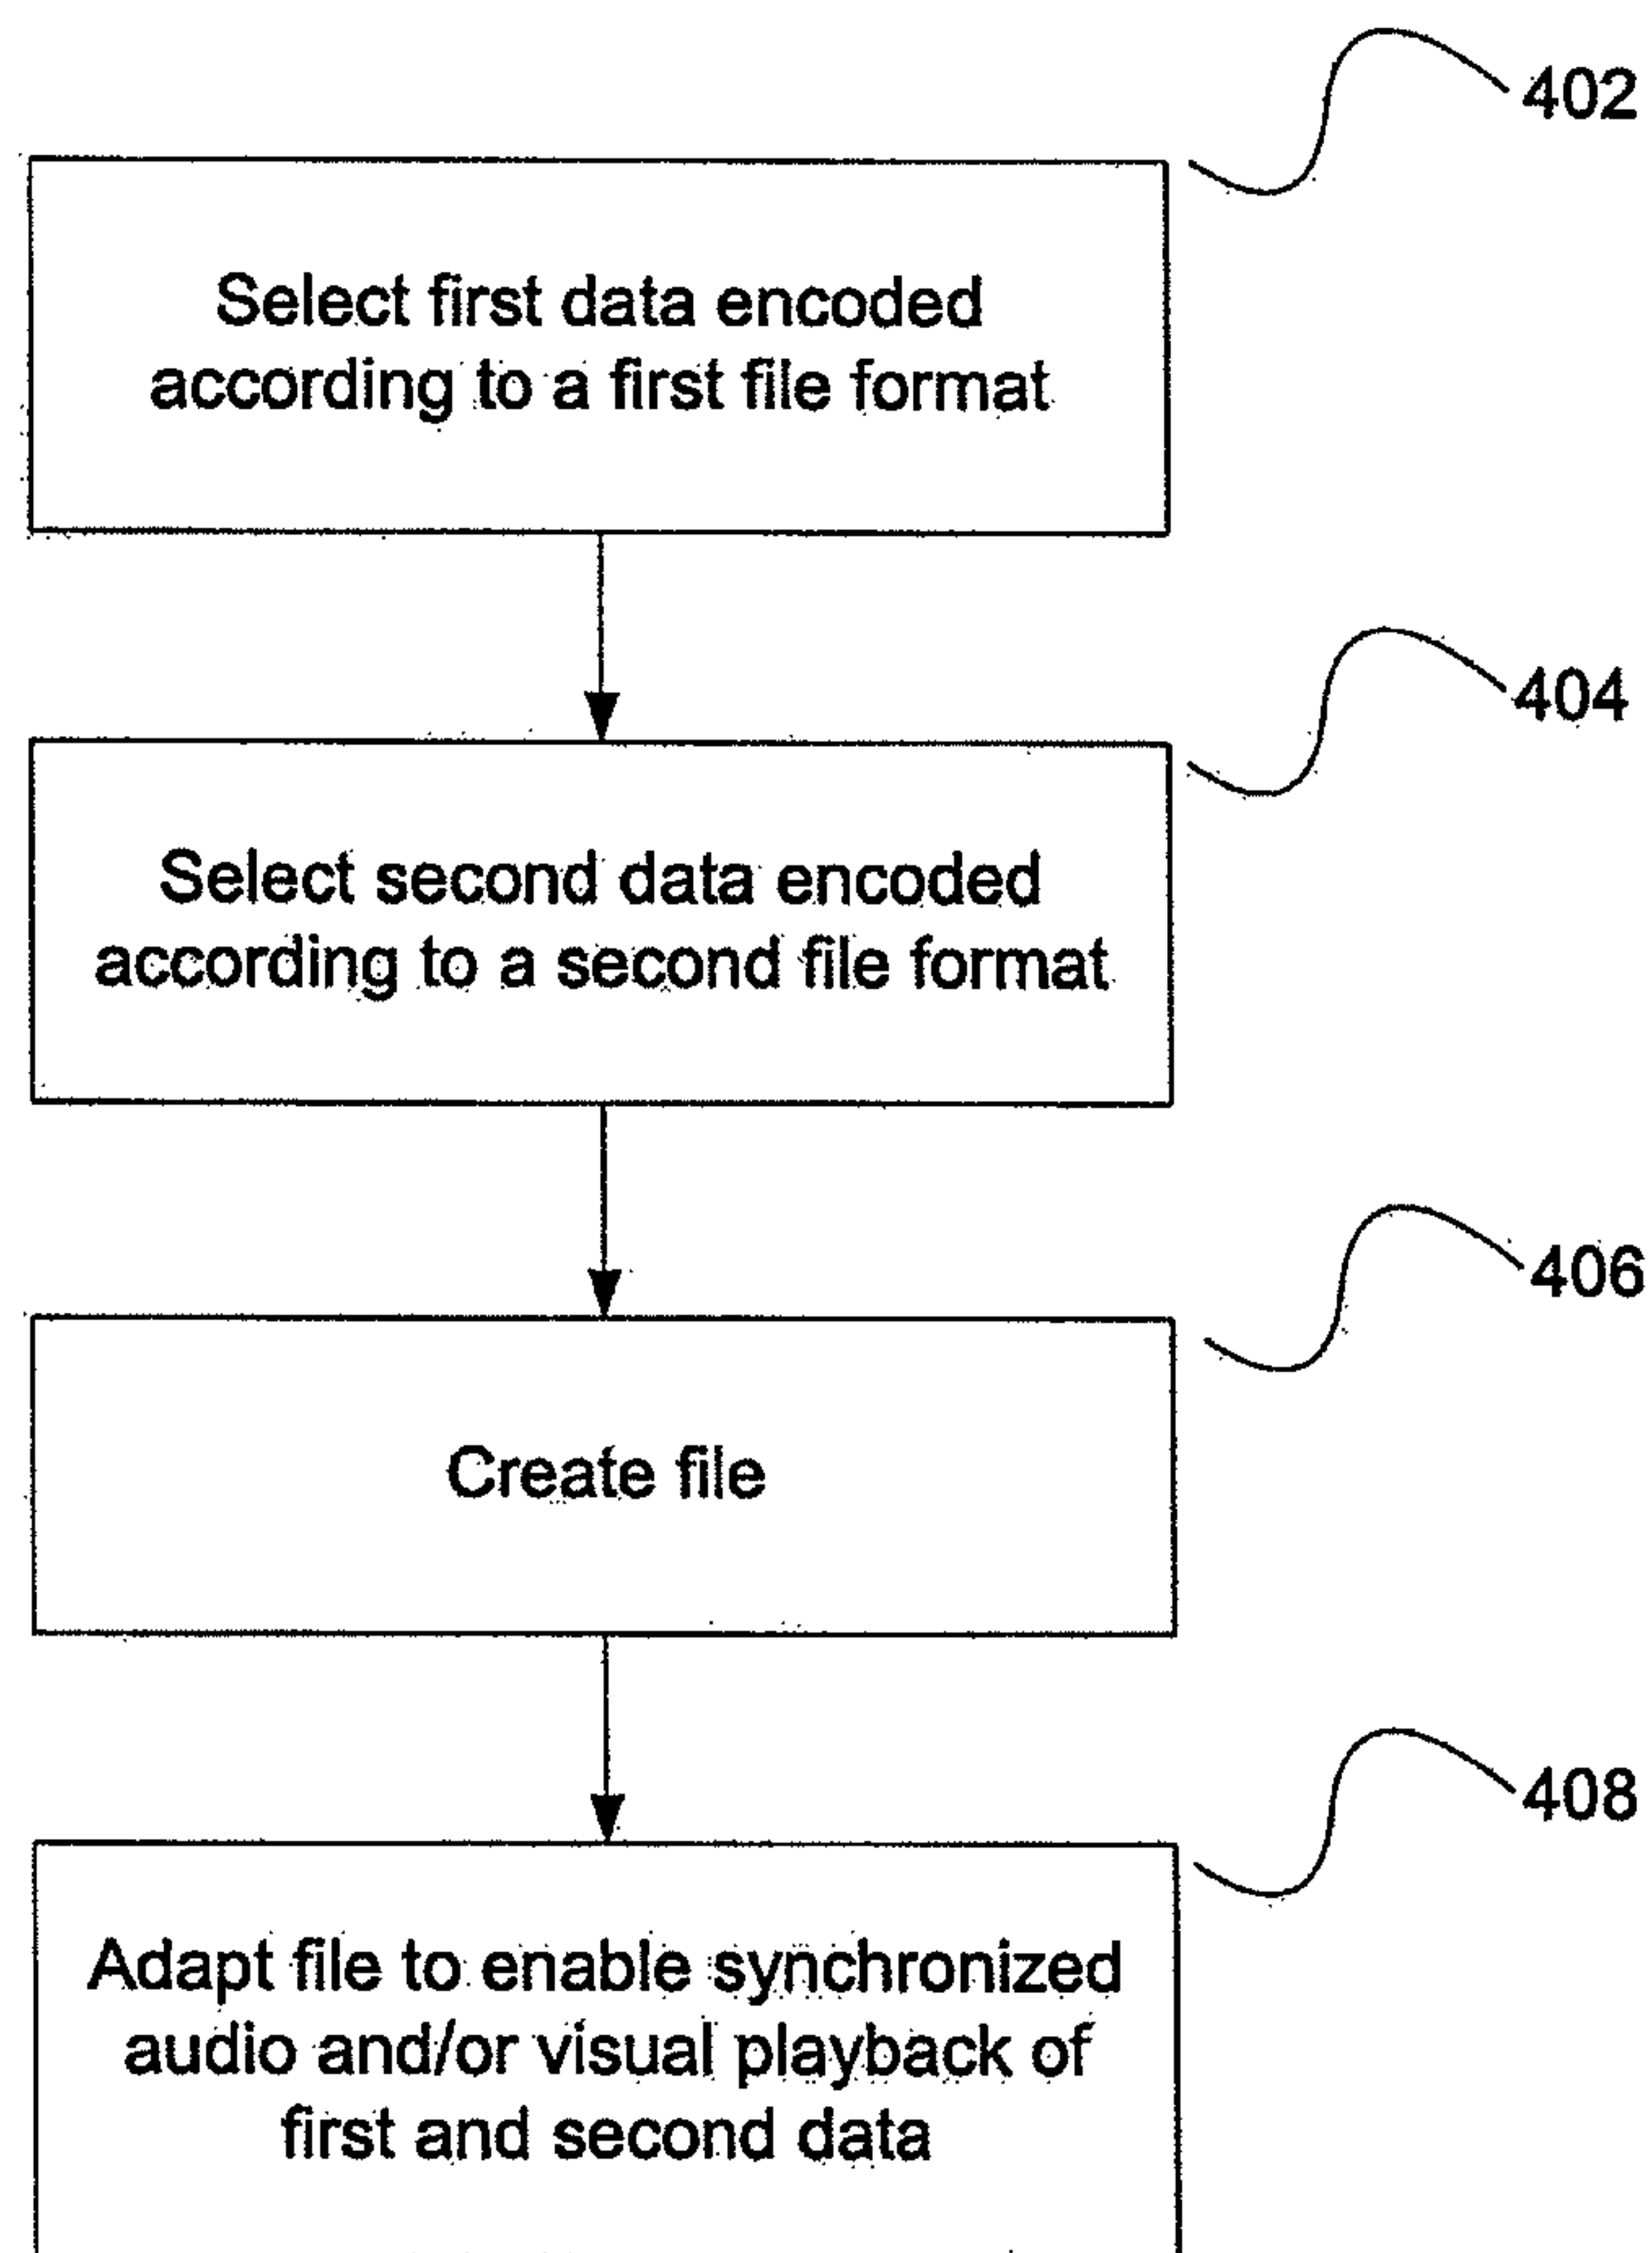 402
Select first data encoded
according to a first file format
404
Select second data encoded
according to a second file format
406
Create file
408
Adapt file to enable synchronized
audio and/or visual playback of
first and second data